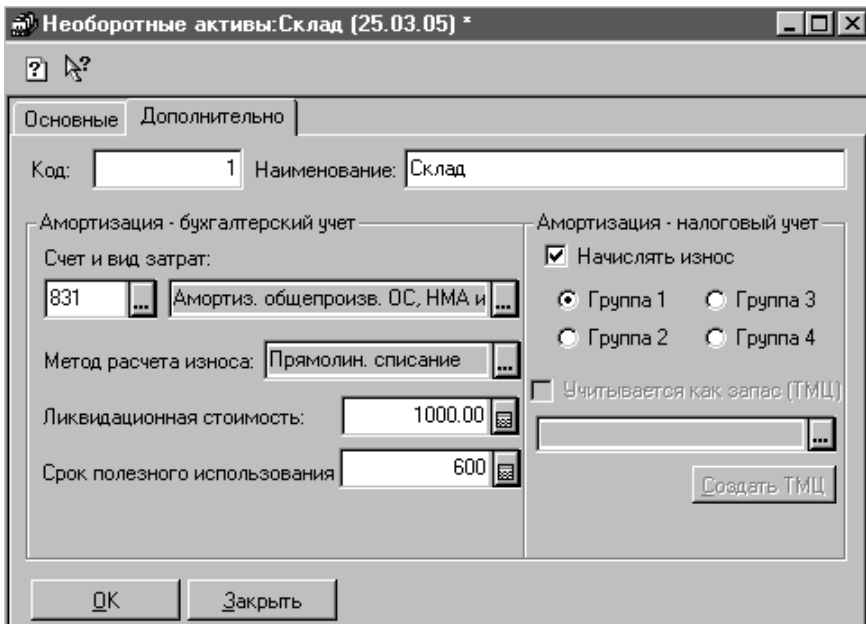 Необоротные активы:Склад (25.03.05) *
Основные Дополнительно
Код: 1 Наименование: Склад
Амортизация - бухгалтерский учет
Счет и вид затрат:
831 ... Амортиз. общепроизв. ОС, НМА и ...
Метод расчета износа: Прямолин. списание ...
Ликвидационная стоимость: 1000.00
Срок полезного использования 600
Амортизация - налоговый учет
Начислять износ
Группа 1 Группа 3
Группа 2 Группа 4
Учитывается как запас (ТМЦ)
...
Создать ТМЦ
OK Закрыть